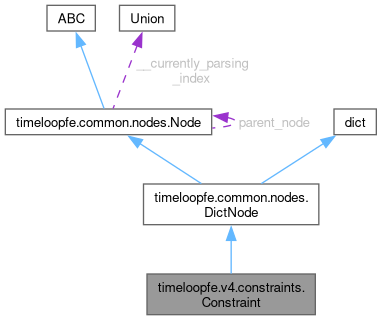 ABC
Union
__currently_parsing
_index
timeloopfe.common.nodes.Node
parent_node
dict
timeloopfe.common.nodes.
DictNode
timeloopfe.v4.constraints.
Constraint